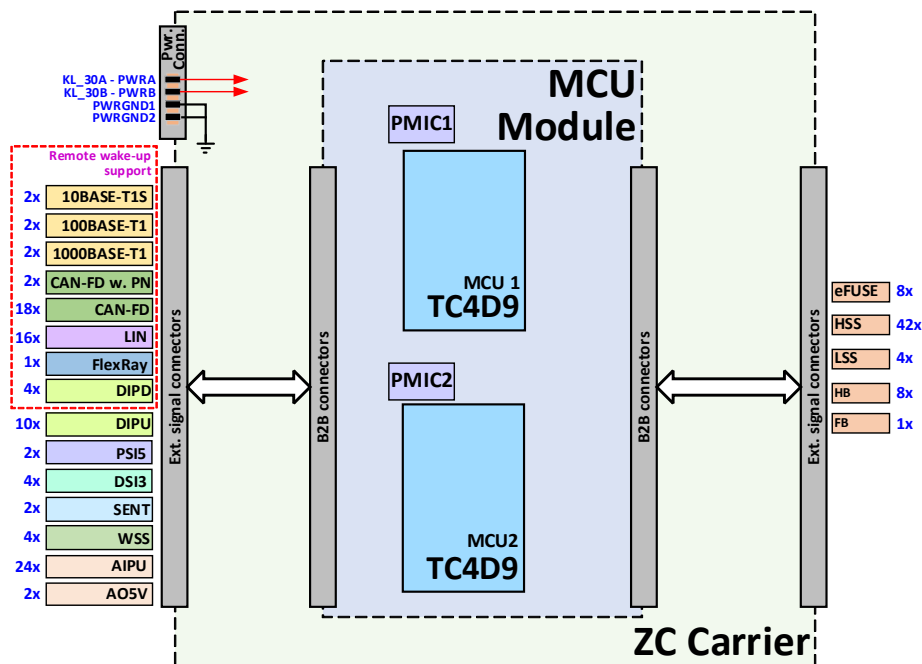 Pwr.
Conn.
KL_30A - PWRA
KL_30B - PWRB
PWRGND1
PWRGND2
Remote wake-up
support
2x 10BASE-T1S
2x 100BASE-T1
2x 1000BASE-T1
2x CAN-FD w. PN
18x CAN-FD
16x LIN
1x FlexRay
4x DIPD
10x DIPU
2x PSI5
4x DSI3
2x SENT
4x WSS
24x AIPU
2x AO5V
Ext. signal connectors
B2B connectors
MCU
Module
PMIC1
MCU 1
TC4D9
PMIC2
MCU2
TC4D9
B2B connectors
Ext. signal connectors
eFUSE 8x
HSS 42x
LSS 4x
HB 8x
FB 1x
ZC Carrier